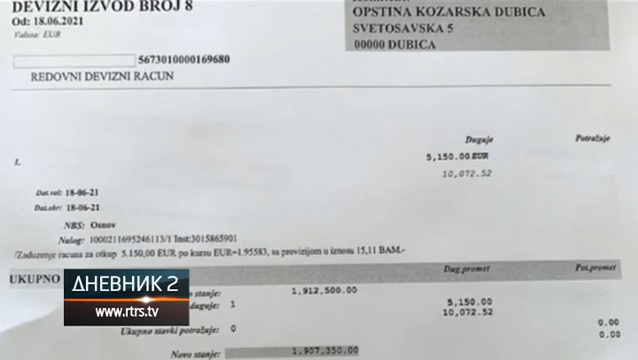 DEVIZNI IZVOD BROJ 8
Od: 18.06.2021
Valuta: EUR
OPSTINA KOZARSKA DUBICA
SVETOSAVSKA 5
00000 DUBICA
5673010000169680
REDOVNI DEVIZNI RACUN
Duguje Potražuje
1. 5,150.00 EUR
10,072.52
Dat.val: 18-06-21
Dat.obr: 18-06-21
NBS: Osnov
Nalog: 1000211695246113/1 Inst:3015865901
/Zaduzenje racuna za otkup 5.150,00 EUR po kursu EUR=1.95583, sa provizijom u iznosu 15,11 BAM.-
UKUPNO Dug.promet Pot.promet
stanje: 1,912,500.00
duguje: 1 5,150.00
10,072.52
Ukupno stavki potražuje: 0 0.00
0.00
Novo stanje: 1,907,350.00
ДНЕВНИК 2
www.rtrs.tv